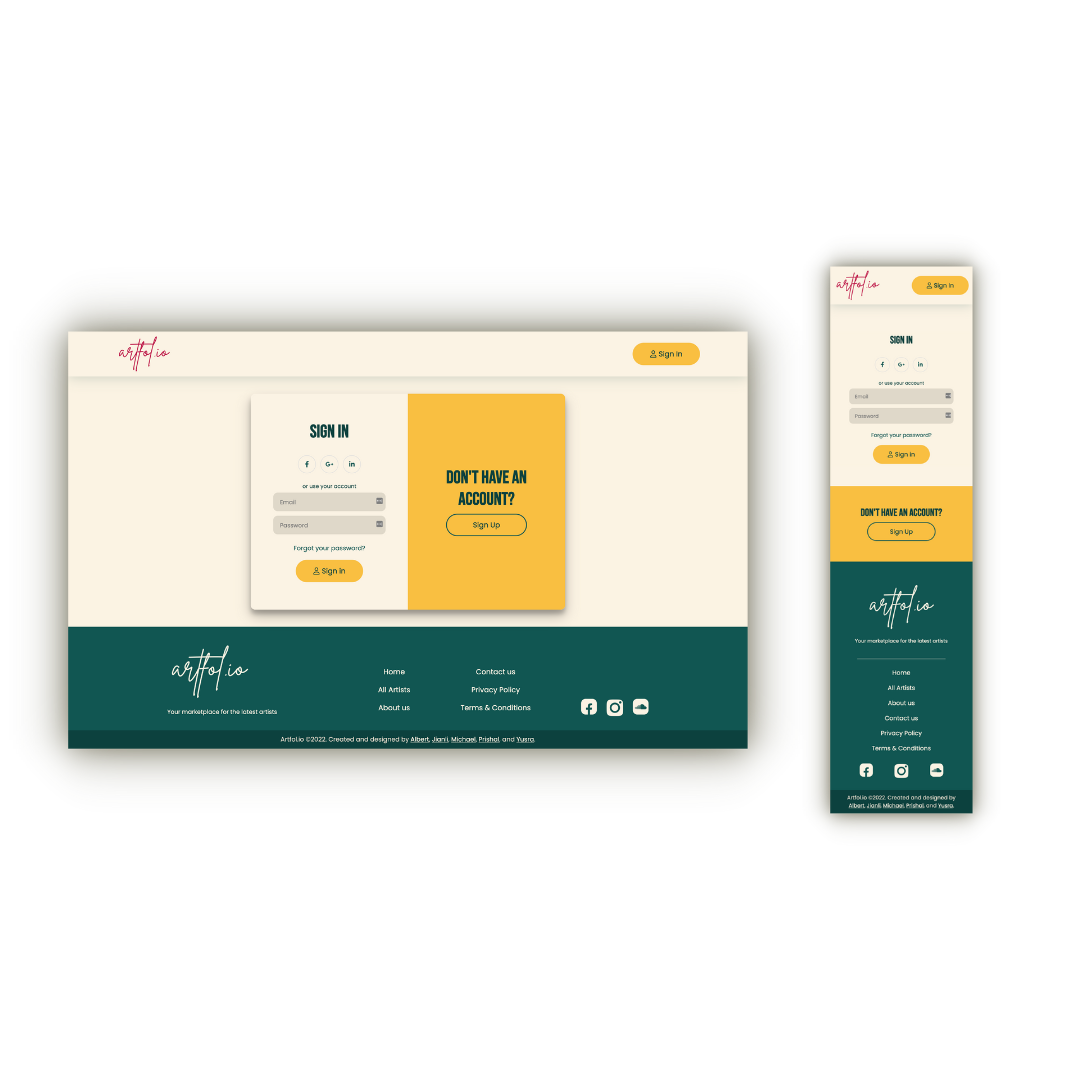 artfol.io
Sign In
SIGN IN
f G+ in
or use your account
Email
Password
Forgot your password?
Sign In
DON'T HAVE AN
ACCOUNT?
Sign Up
artfol.io
Your marketplace for the latest artists
Home
All Artists
About us
Contact us
Privacy Policy
Terms & Conditions
Artfol.io ©2022. Created and designed by Albert, Jianli, Michael, Prishal, and Yusra.
artfol.io
Sign In
SIGN IN
f G+ in
or use your account
Email
Password
Forgot your password?
Sign In
DON'T HAVE AN ACCOUNT?
Sign Up
artfol.io
Your marketplace for the latest artists
Home
All Artists
About us
Contact us
Privacy Policy
Terms & Conditions
Artfol.io ©2022. Created and designed by
Albert, Jianli, Michael, Prishal, and Yusra.